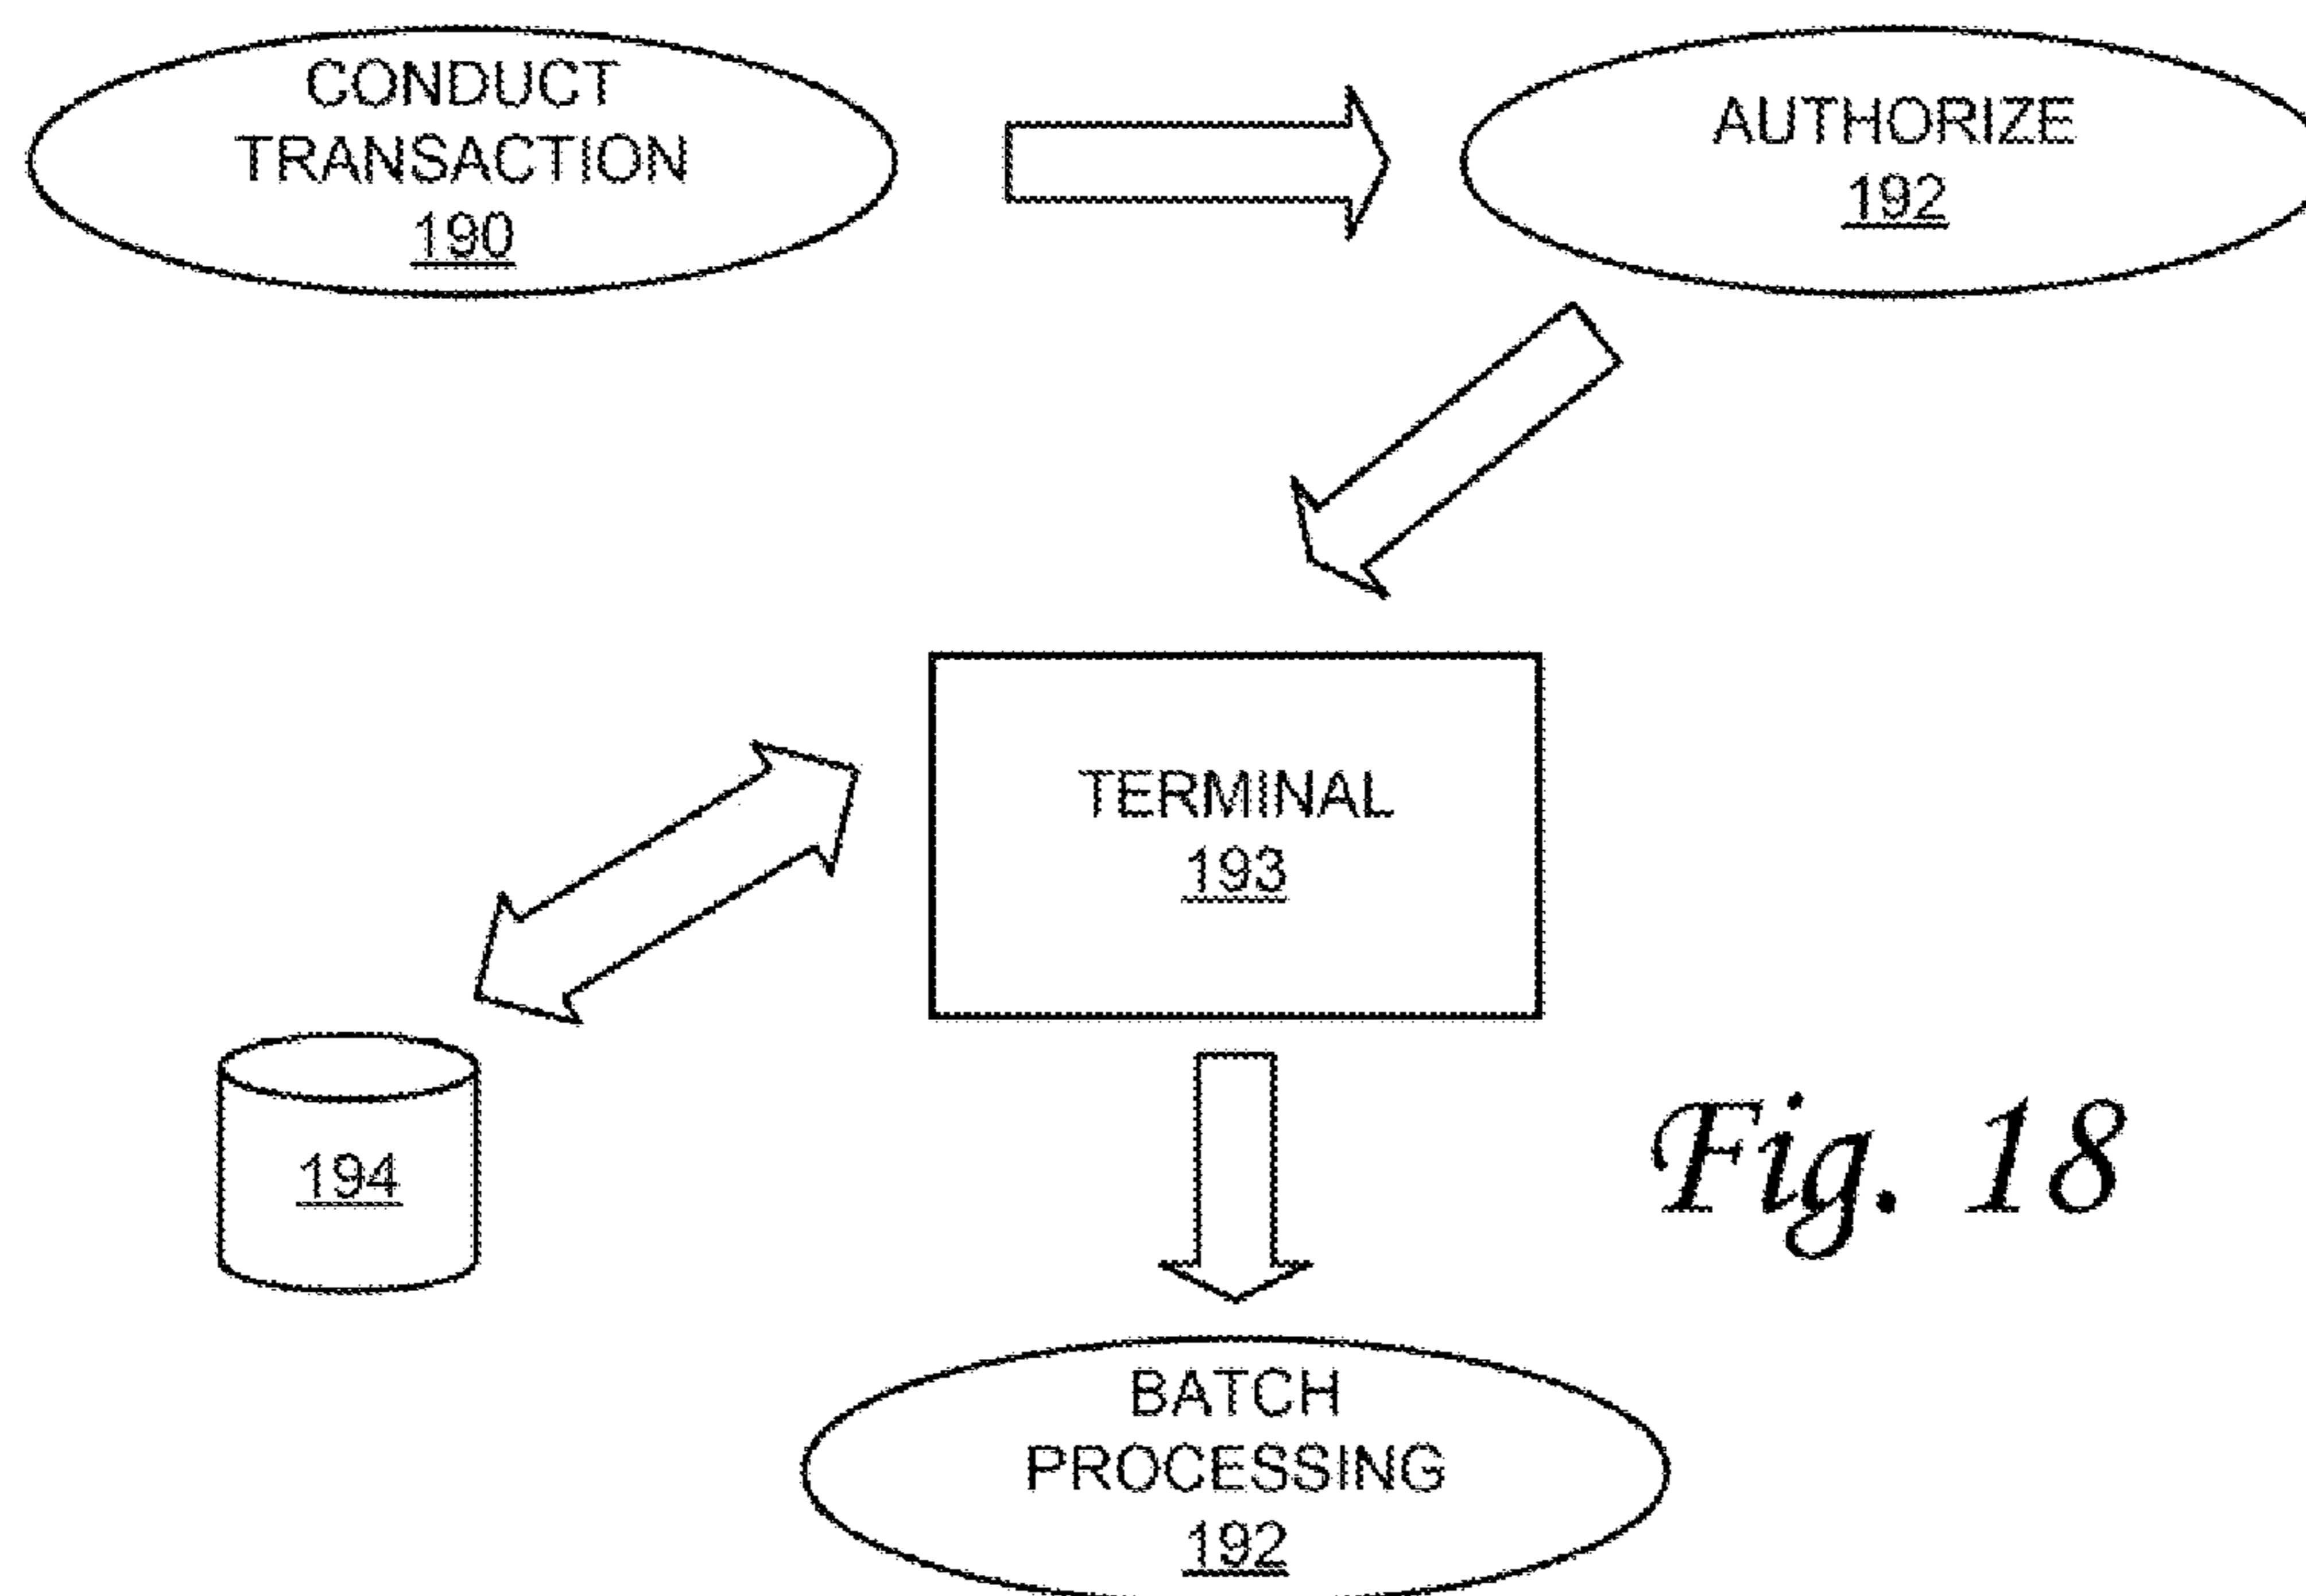 CONDUCT
TRANSACTION
190
AUTHORIZE
192
TERMINAL
193
194
Fig. 18
BATCH
PROCESSING
192